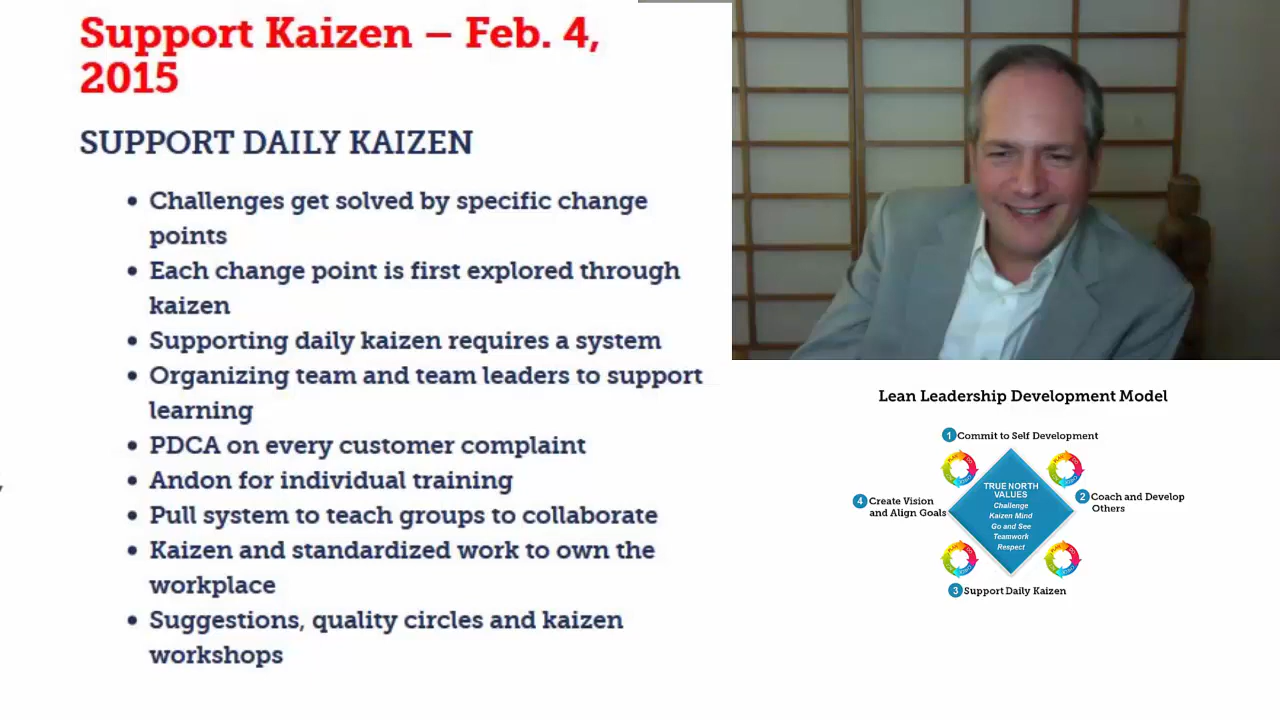 Support Kaizen – Feb. 4,
2015
SUPPORT DAILY KAIZEN
• Challenges get solved by specific change
points
• Each change point is first explored through
kaizen
• Supporting daily kaizen requires a system
• Organizing team and team leaders to support
learning
• PDCA on every customer complaint
• Andon for individual training
• Pull system to teach groups to collaborate
• Kaizen and standardized work to own the
workplace
• Suggestions, quality circles and kaizen
workshops
Lean Leadership Development Model
1 Commit to Self Development
TRUE NORTH
VALUES
Challenge
Kaizen Mind
Go and See
Teamwork
Respect
2 Coach and Develop
Others
3 Support Daily Kaizen
4 Create Vision
and Align Goals